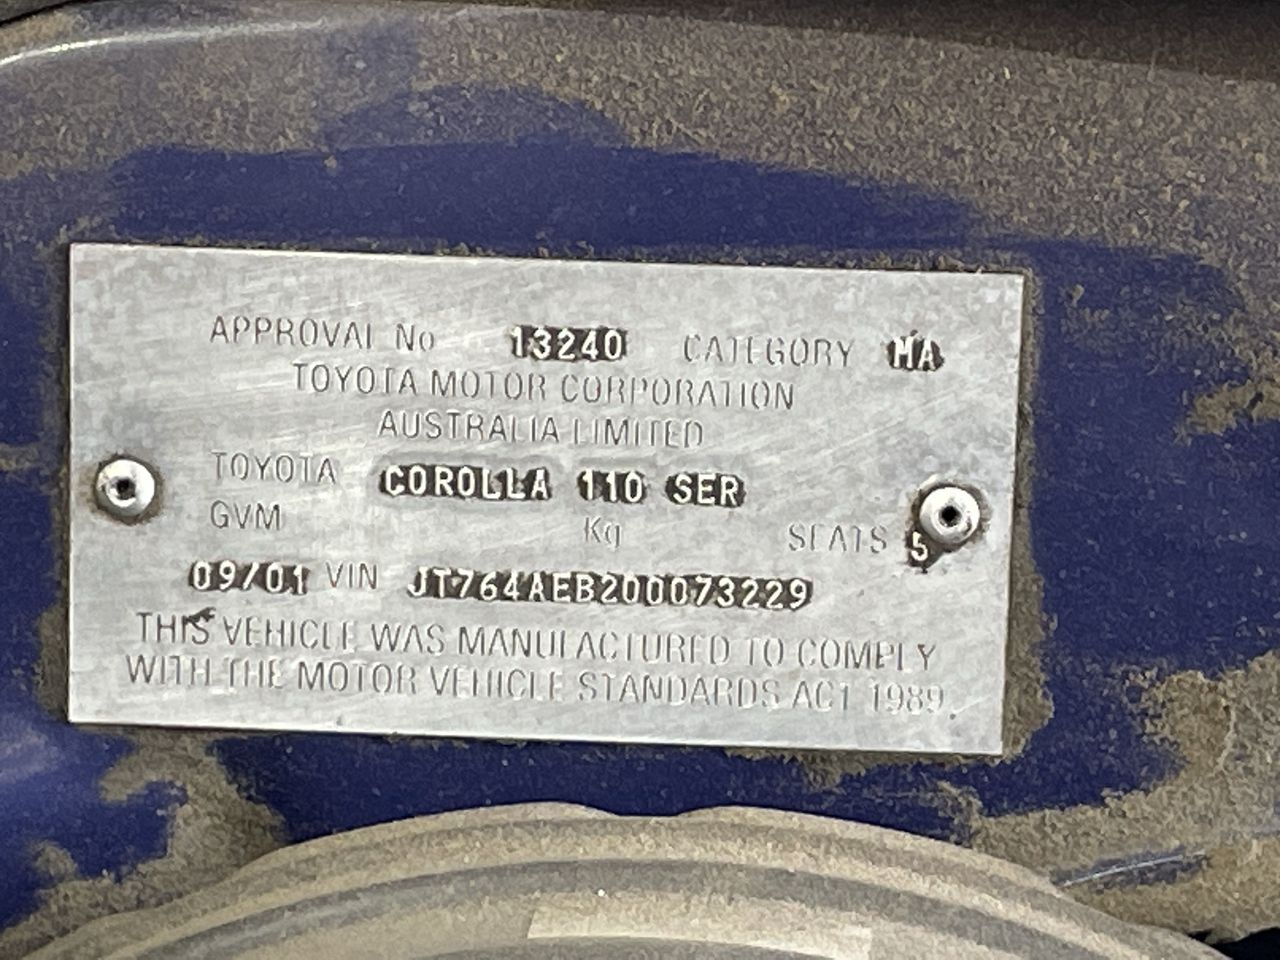 APPROVAL No 13240 CATEGORY MA
TOYOTA MOTOR CORPORATION
AUSTRALIA LIMITED
TOYOTA COROLLA 110 SER
GVM Kg SEATS 5
09/01 VIN JT764AEB200073229
THIS VEHICLE WAS MANUFACTURED TO COMPLY
WITH THE MOTOR VEHICLE STANDARDS ACT 1989.